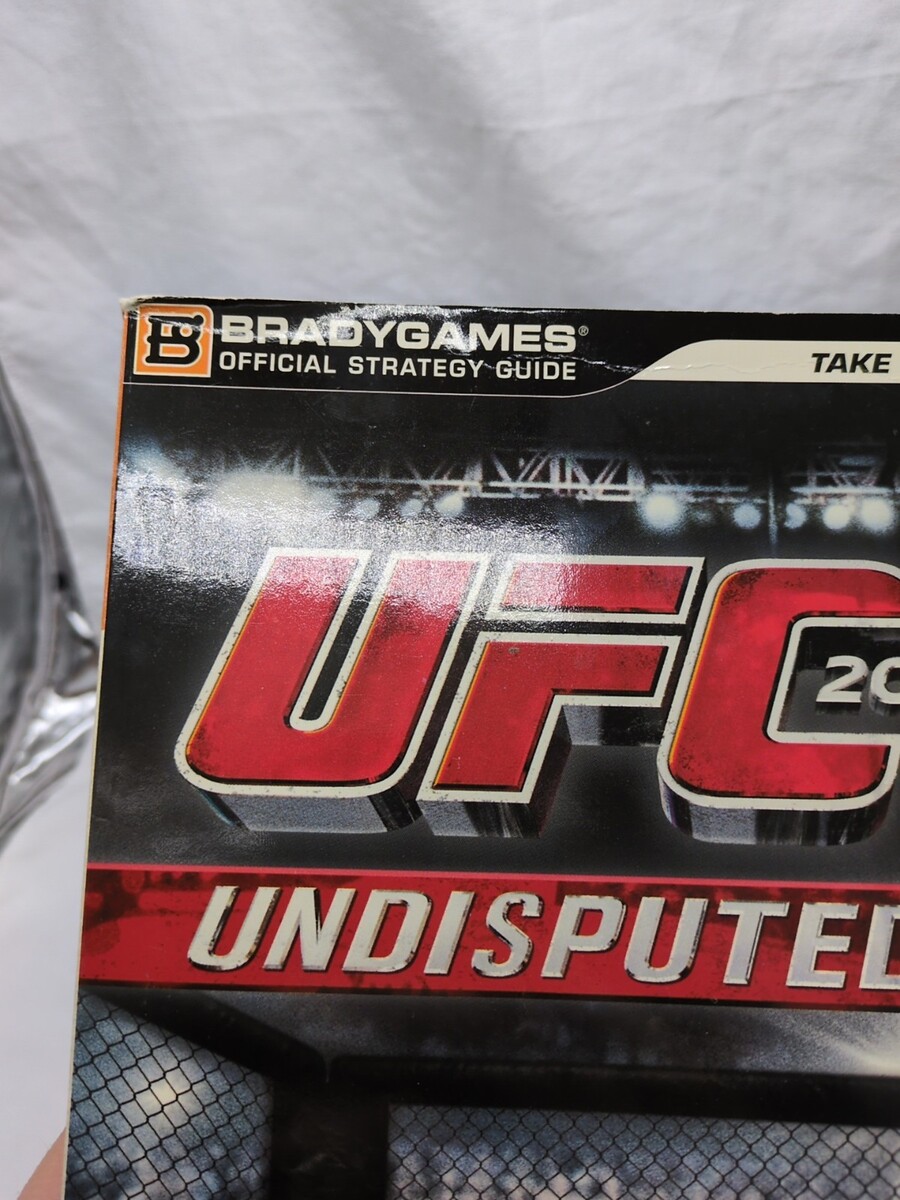 B BRADYGAMES®
OFFICIAL STRATEGY GUIDE
TAKE
UFC
20
UNDISPUTED